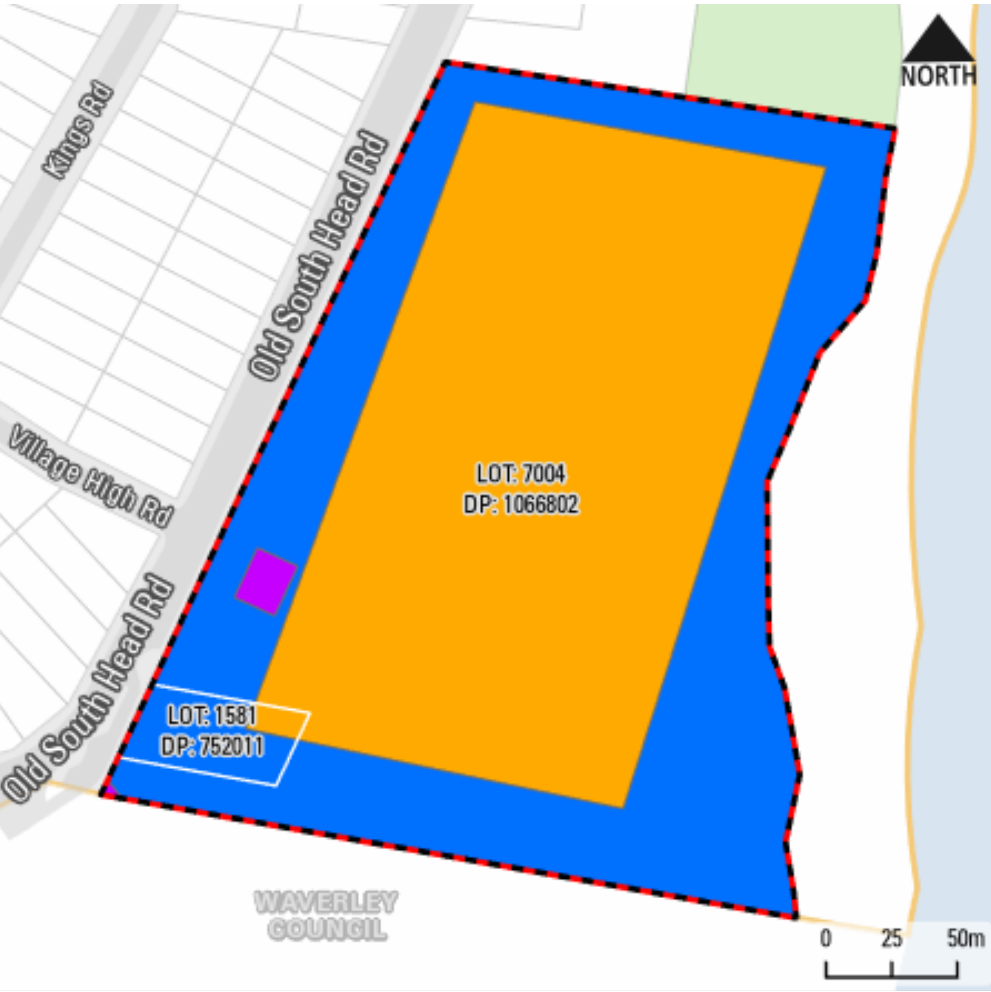 NORTH
Kings Rd
Old South Head Rd
Village High Rd
LOT: 7004
DP: 1066802
Old South Head Rd
LOT: 1581
DP: 752011
WAVERLEY
COUNCIL
0 25 50m